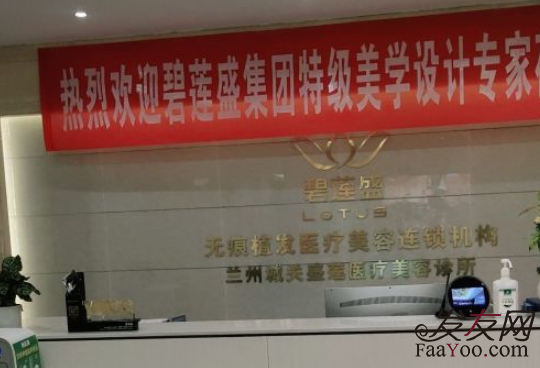 热烈欢迎碧莲盛集团特级美学设计专家
碧莲盛
LOTUS
无痕植发医疗美容连锁机构
兰州城关盛莲医疗美容诊所
友友网
FaaYoo.com